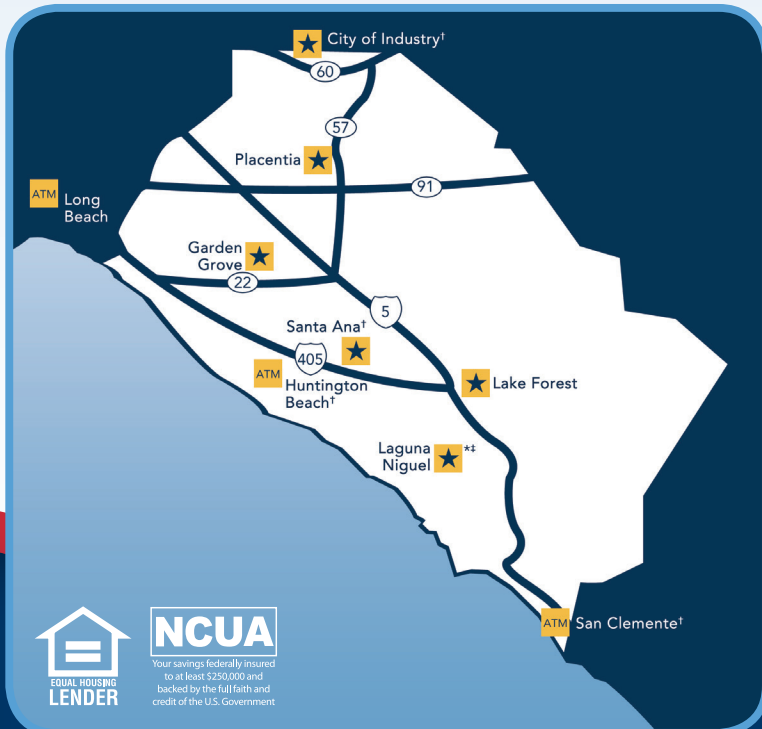 City of Industry†
60
57
Placentia
91
ATM
Long
Beach
Garden
Grove
22
5
Santa Ana†
405
ATM
Huntington
Beach†
Lake Forest
Laguna
Niguel
*‡
ATM
San Clemente†
EQUAL HOUSING
LENDER
NCUA
Your savings federally insured
to at least $250,000 and
backed by the full faith and
credit of the U.S. Government